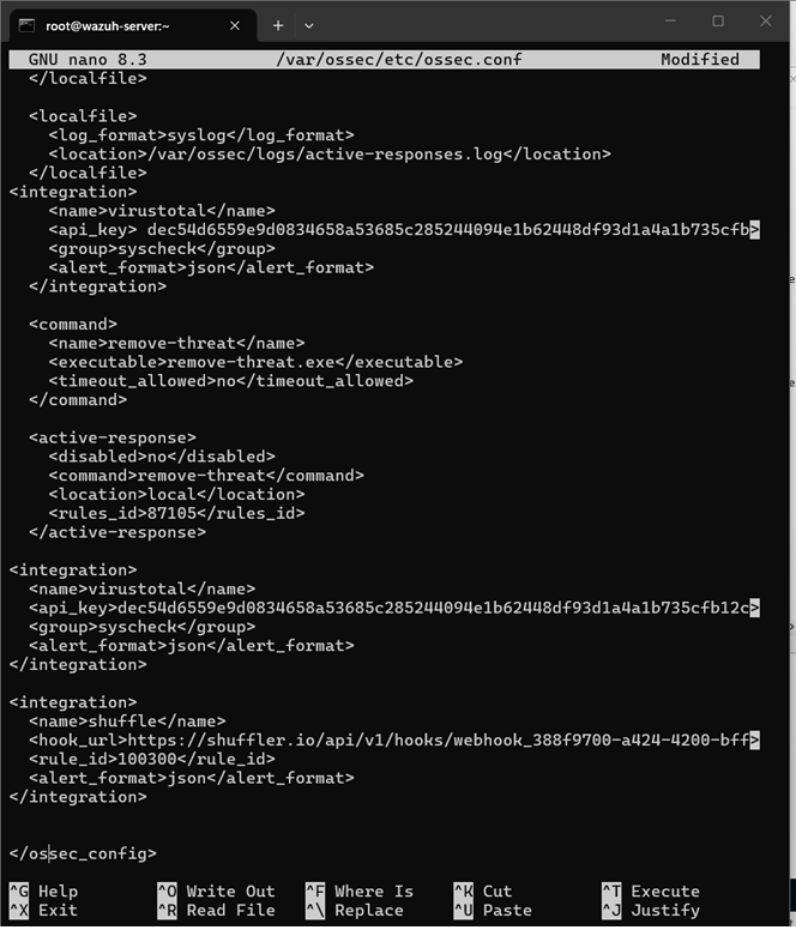 root@wazuh-server:~
GNU nano 8.3 /var/ossec/etc/ossec.conf Modified
</localfile>
<localfile>
<log_format>syslog</log_format>
<location>/var/ossec/logs/active-responses.log</location>
</localfile>
<integration>
<name>virustotal</name>
<api_key> dec54d6559e9d0834658a53685c285244094e1b62448df93d1a4a1b735cfb>
<group>syscheck</group>
<alert_format>json</alert_format>
</integration>
<command>
<name>remove-threat</name>
<executable>remove-threat.exe</executable>
<timeout_allowed>no</timeout_allowed>
</command>
<active-response>
<disabled>no</disabled>
<command>remove-threat</command>
<location>local</location>
<rules_id>87105</rules_id>
</active-response>
<integration>
<name>virustotal</name>
<api_key>dec54d6559e9d0834658a53685c285244094e1b62448df93d1a4a1b735cfb12c>
<group>syscheck</group>
<alert_format>json</alert_format>
</integration>
<integration>
<name>shuffle</name>
<hook_url>https://shuffler.io/api/v1/hooks/webhook_388f9700-a424-4200-bff>
<rule_id>100300</rule_id>
<alert_format>json</alert_format>
</integration>
</ossec_config>
^G Help ^O Write Out ^F Where Is ^K Cut ^T Execute
^X Exit ^R Read File ^\ Replace ^U Paste ^J Justify